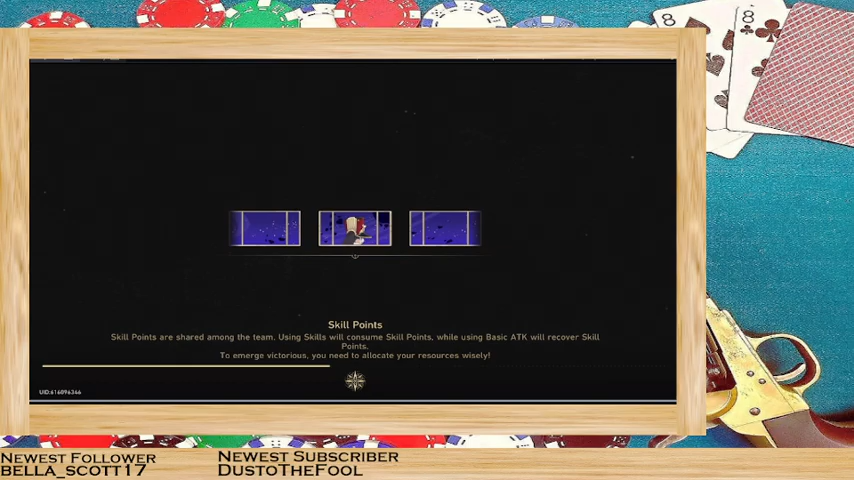 8 8
Skill Points
Skill Points are shared among the team. Using Skills will consume Skill Points, while using Basic ATK will recover Skill
Points.
To emerge victorious, you need to allocate your resources wisely!
UID:616096346
Newest Follower
bella_scott17
Newest Subscriber
DustoTheFool